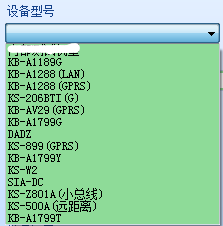 设备型号
KB-A1189G
KB-A1288(LAN)
KB-A1288(GPRS)
KS-206BTI(G)
KB-AV29(GPRS)
KB-A1799G
DADZ
KS-899(GPRS)
KB-A1799Y
KS-W2
SIA-DC
KS-Z801A(小总线)
KS-500A(远距离)
KB-A1799T